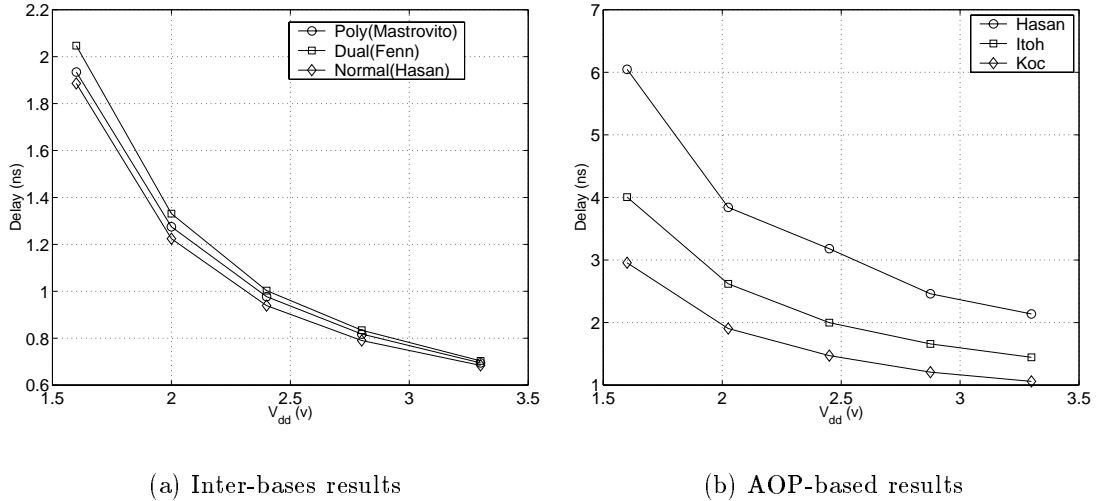 2.2
2
1.8
1.6
1.4
1.2
1
0.8
0.6
Delay (ns)
1.5
2
2.5
3
3.5
V_dd (v)
Poly(Mastrovito)
Dual(Fenn)
Normal(Hasan)
(a) Inter-bases results
7
6
5
4
3
2
1
Delay (ns)
1.5
2
2.5
3
3.5
V_dd (v)
Hasan
Itoh
Koc
(b) AOP-based results